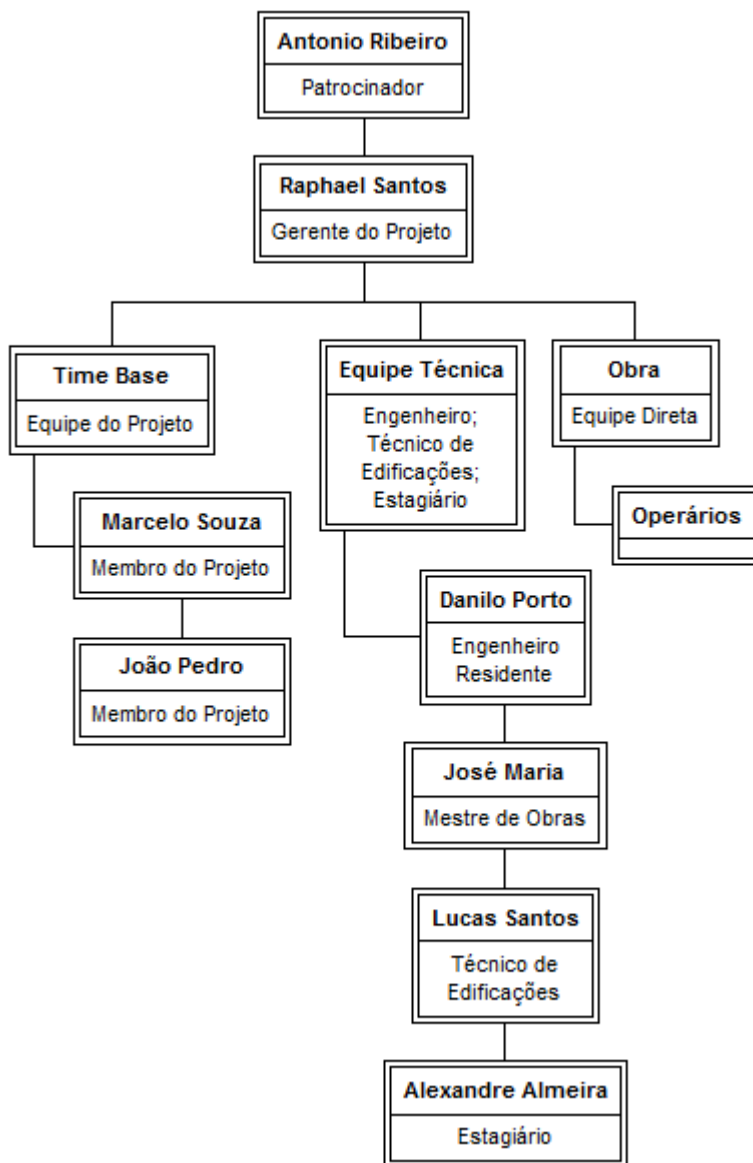 Antonio Ribeiro
Patrocinador
Raphael Santos
Gerente do Projeto
Time Base
Equipe do Projeto
Marcelo Souza
Membro do Projeto
João Pedro
Membro do Projeto
Equipe Técnica
Engenheiro;
Técnico de
Edificações;
Estagiário
Danilo Porto
Engenheiro
Residente
José Maria
Mestre de Obras
Lucas Santos
Técnico de
Edificações
Alexandre Almeira
Estagiário
Obra
Equipe Direta
Operários